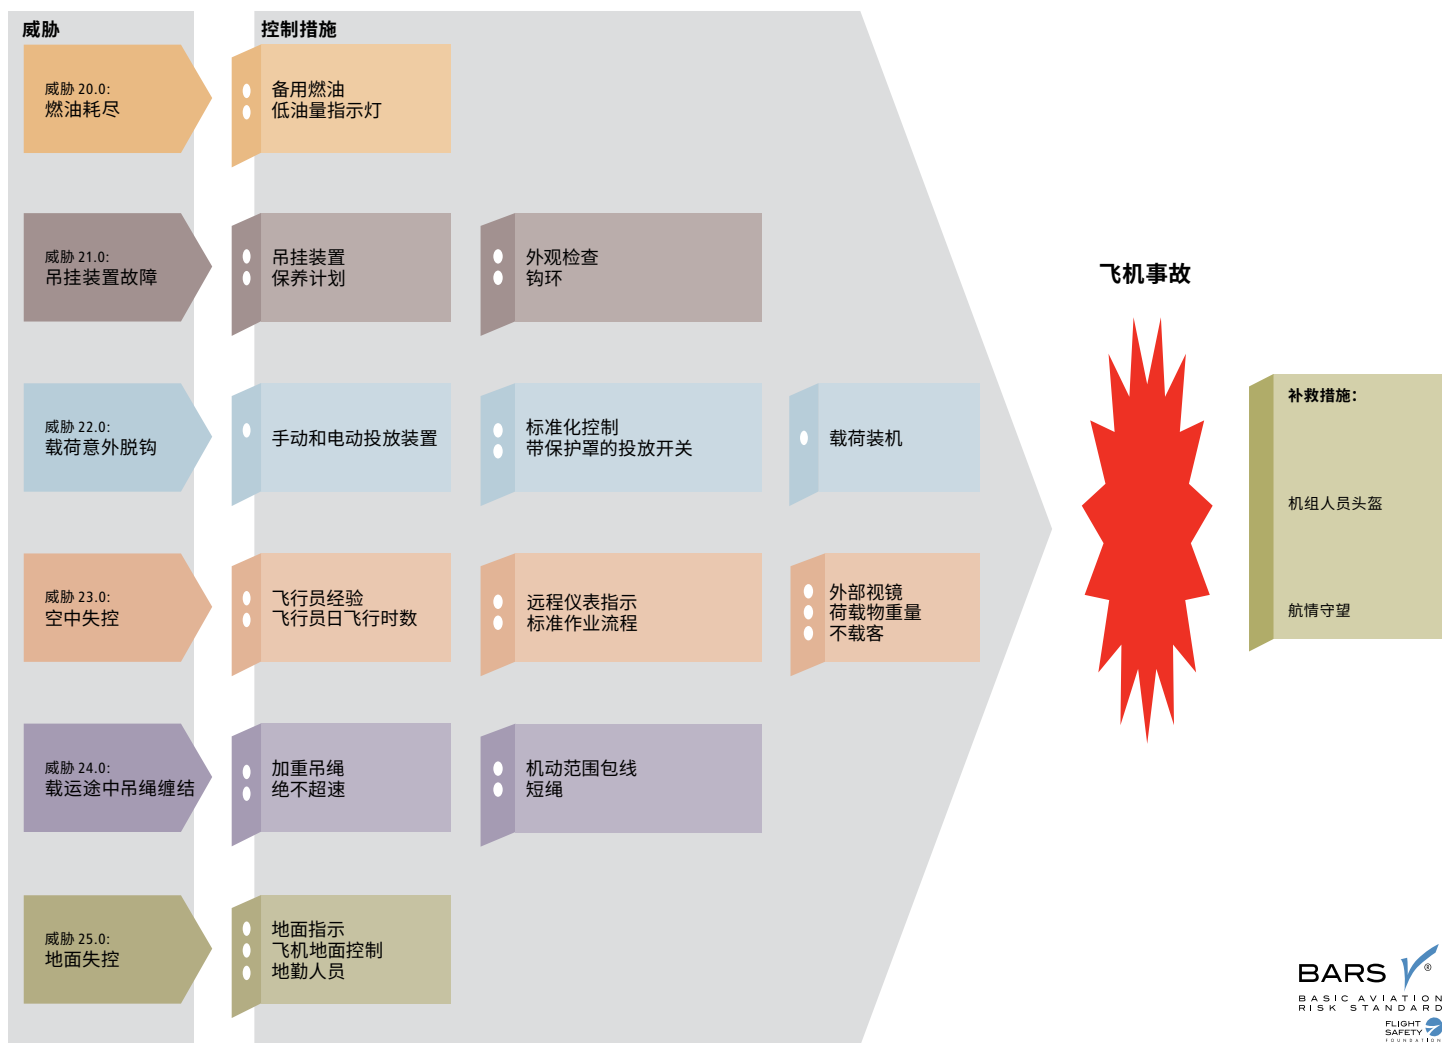 威胁
控制措施
威胁 20.0:
燃油耗尽
备用燃油
低油量指示灯
威胁 21.0:
吊挂装置故障
吊挂装置
保养计划
外观检查
钩环
威胁 22.0:
载荷意外脱钩
手动和电动投放装置
标准化控制
带保护罩的投放开关
载荷装机
威胁 23.0:
空中失控
飞行员经验
飞行员日飞行时数
远程仪表指示
标准作业流程
外部视镜
荷载物重量
不载客
威胁 24.0:
载运途中吊绳缠结
加重吊绳
绝不超速
机动范围包线
短绳
威胁 25.0:
地面失控
地面指示
飞机地面控制
地勤人员
飞机事故
补救措施：
机组人员头盔
航情守望
BARS ®
BASIC AVIATION
RISK STANDARD
FLIGHT
SAFETY
FOUNDATION